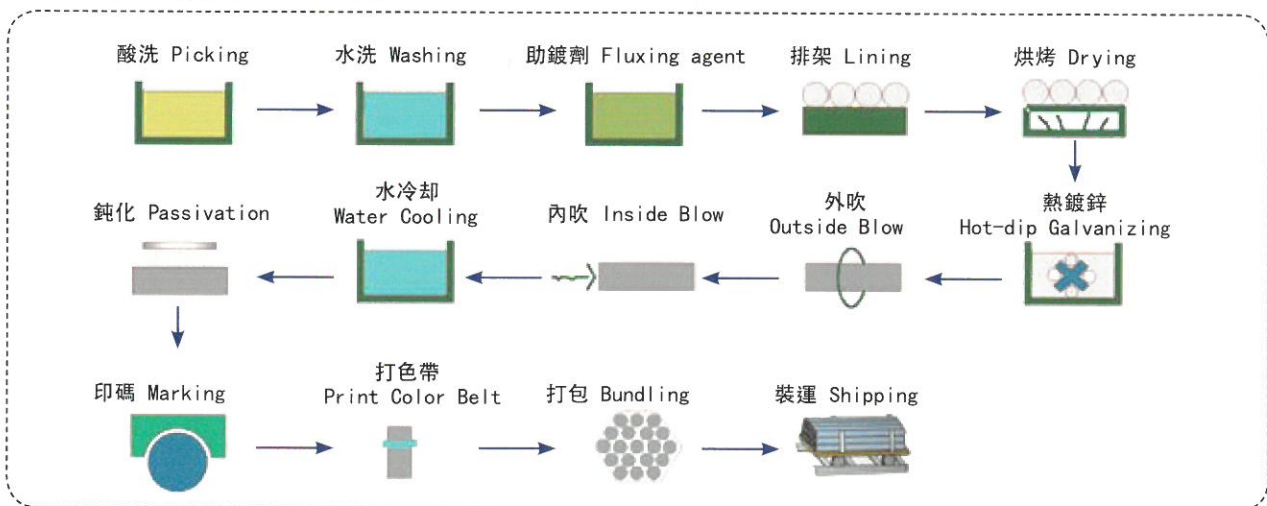 酸洗 Picking
水洗 Washing
助鍍劑 Fluxing agent
排架 Lining
烘烤 Drying
熱鍍鋅
Hot-dip Galvanizing
外吹
Outside Blow
內吹 Inside Blow
水冷却
Water Cooling
鈍化 Passivation
印碼 Marking
打色帶
Print Color Belt
打包 Bundling
裝運 Shipping